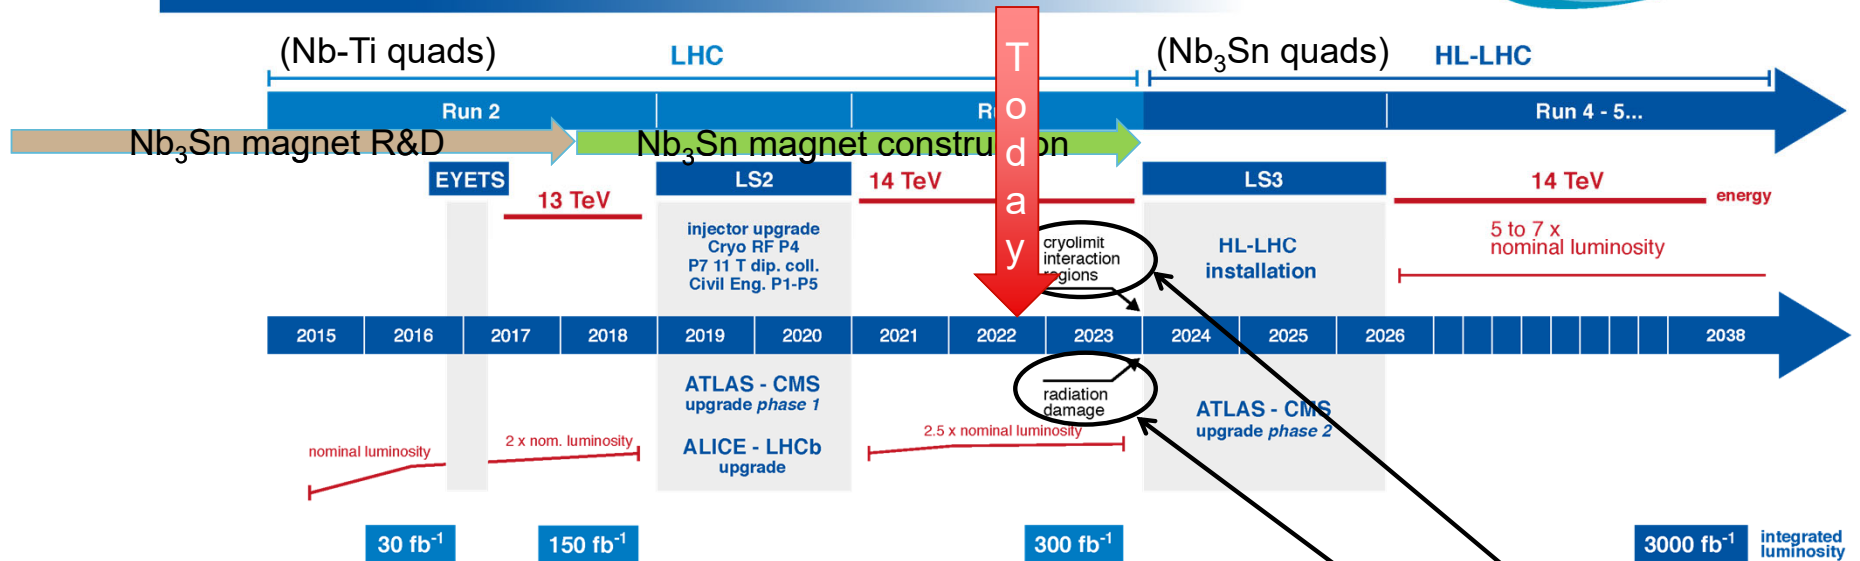 (Nb-Ti quads)
LHC
(Nb₃Sn quads)
HL-LHC
Today
Run 2
Run 4 - 5...
Nb₃Sn magnet R&D
Nb₃Sn magnet construction
EYETS
LS2
LS3
13 TeV
14 TeV
14 TeV
energy
injector upgrade
Cryo RF P4
P7 11 T dip. coll.
Civil Eng. P1-P5
cryolimit
interaction
regions
HL-LHC
installation
5 to 7 x
nominal luminosity
2015 2016 2017 2018 2019 2020 2021 2022 2023 2024 2025 2026 2038
ATLAS - CMS
upgrade phase 1
ALICE - LHCb
upgrade
radiation
damage
ATLAS - CMS
upgrade phase 2
nominal luminosity
2 x nom. luminosity
2.5 x nominal luminosity
30 fb⁻¹
150 fb⁻¹
300 fb⁻¹
3000 fb⁻¹
integrated
luminosity